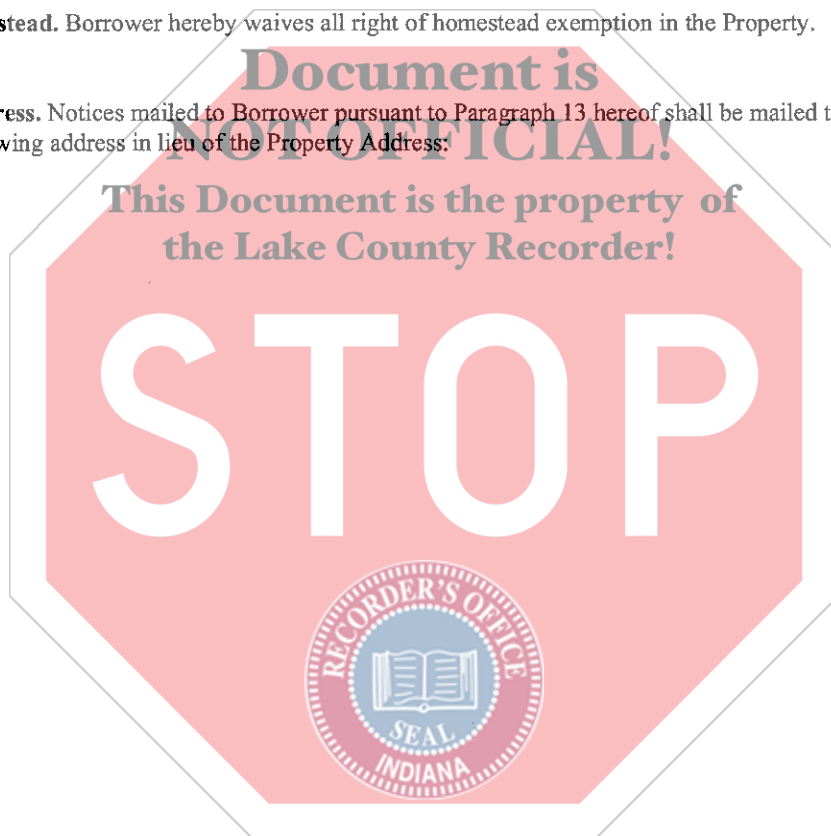 stead. Borrower hereby waives all right of homestead exemption in the Property.
Document is
ress. Notices mailed to Borrower pursuant to Paragraph 13 hereof shall be mailed t
wing address in lieu of the Property Address:
NOT OFFICIAL!
This Document is the property of
the Lake County Recorder!
STOP
RECORDER'S OFFICE
SEAL
INDIANA